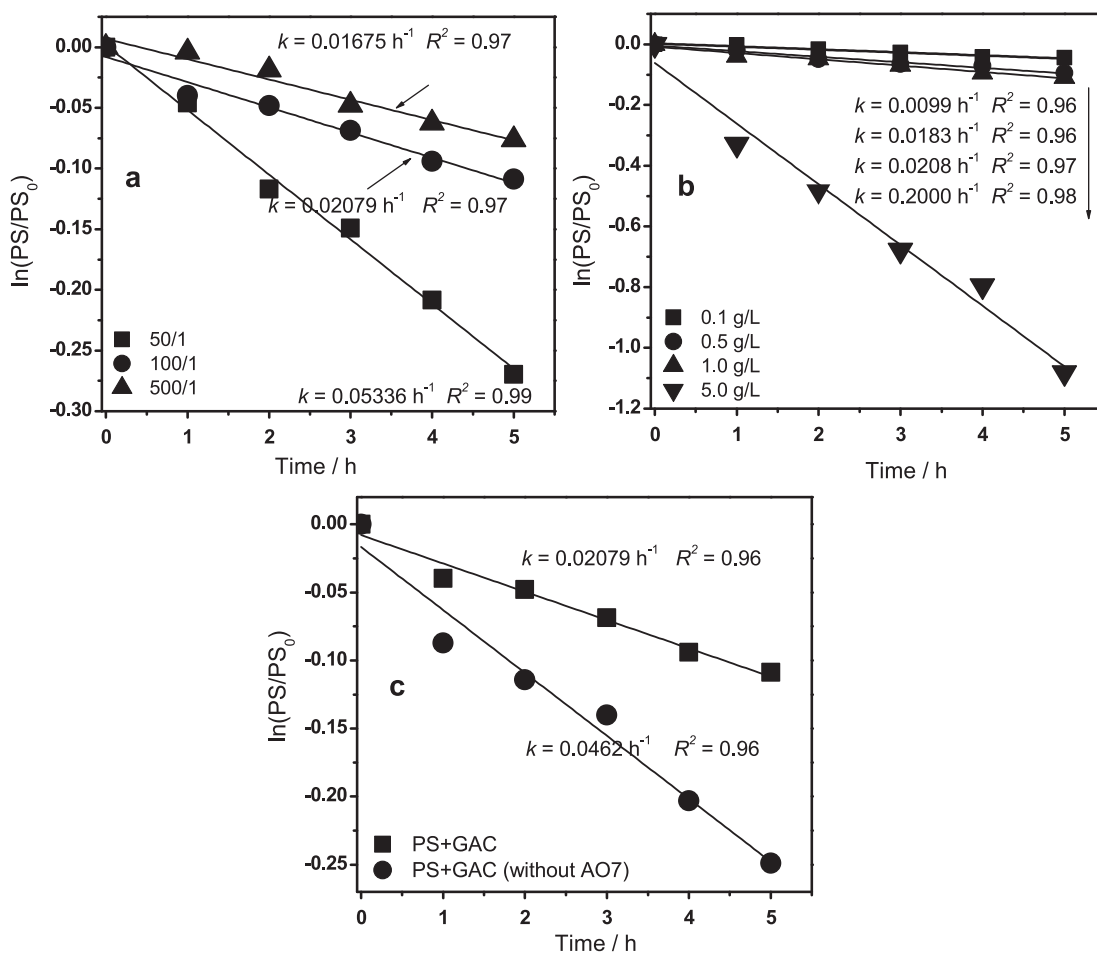 0.00
-0.05
-0.10
-0.15
-0.20
-0.25
-0.30
ln(PS/PS₀)
k = 0.01675 h⁻¹ R² = 0.97
a
k = 0.02079 h⁻¹ R² = 0.97
50/1
100/1
500/1
k = 0.05336 h⁻¹ R² = 0.99
0 1 2 3 4 5
Time / h
0.0
-0.2
-0.4
-0.6
-0.8
-1.0
-1.2
ln(PS/PS₀)
k = 0.0099 h⁻¹ R² = 0.96
k = 0.0183 h⁻¹ R² = 0.96
k = 0.0208 h⁻¹ R² = 0.97
k = 0.2000 h⁻¹ R² = 0.98
b
0.1 g/L
0.5 g/L
1.0 g/L
5.0 g/L
0 1 2 3 4 5
Time / h
0.00
-0.05
-0.10
-0.15
-0.20
-0.25
ln(PS/PS₀)
k = 0.02079 h⁻¹ R² = 0.96
c
k = 0.0462 h⁻¹ R² = 0.96
PS+GAC
PS+GAC (without AO7)
0 1 2 3 4 5
Time / h